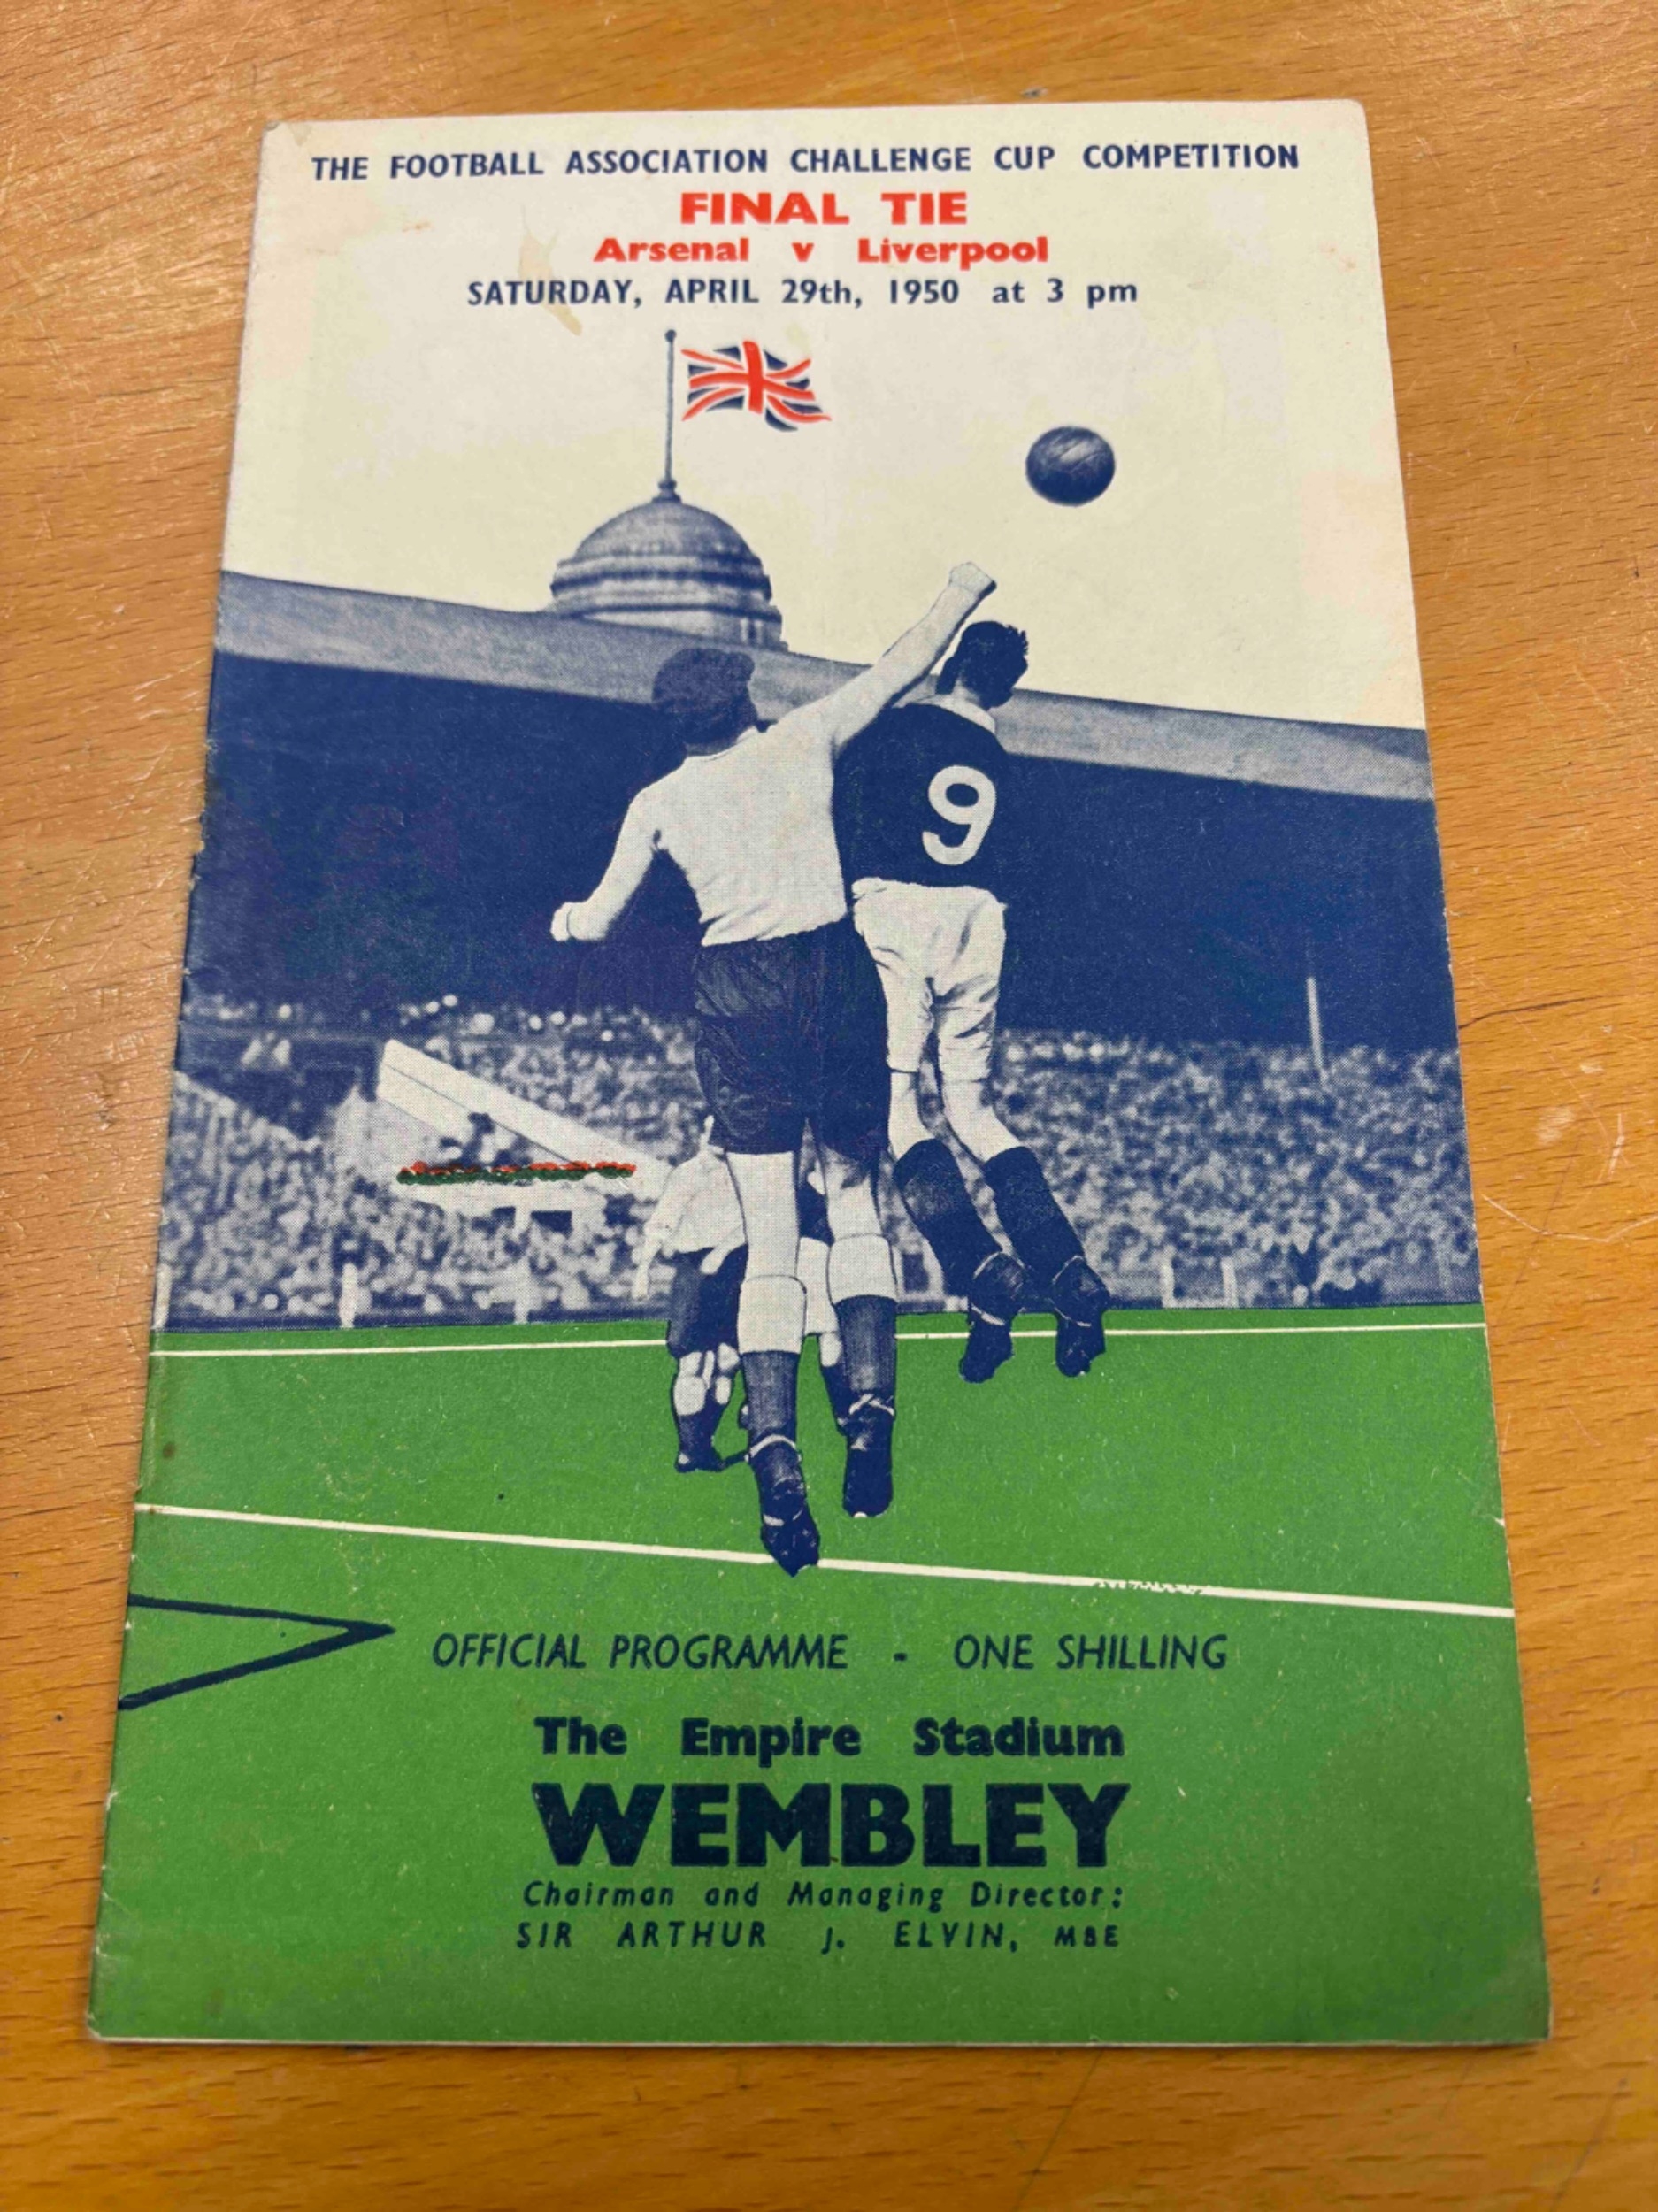 THE FOOTBALL ASSOCIATION CHALLENGE CUP COMPETITION
FINAL TIE
Arsenal v Liverpool
SATURDAY, APRIL 29th, 1950 at 3 pm
9
OFFICIAL PROGRAMME - ONE SHILLING
The Empire Stadium
WEMBLEY
Chairman and Managing Director:
SIR ARTHUR J. ELVIN, MBE